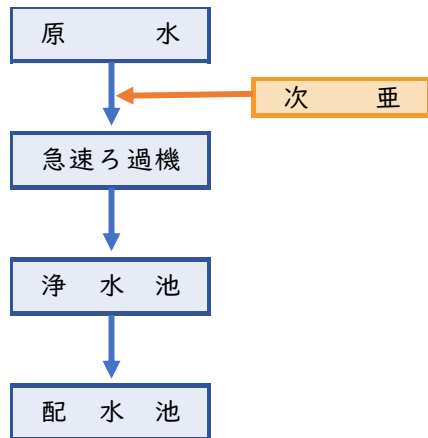 原 水
次 亜
急速ろ過機
浄 水 池
配 水 池